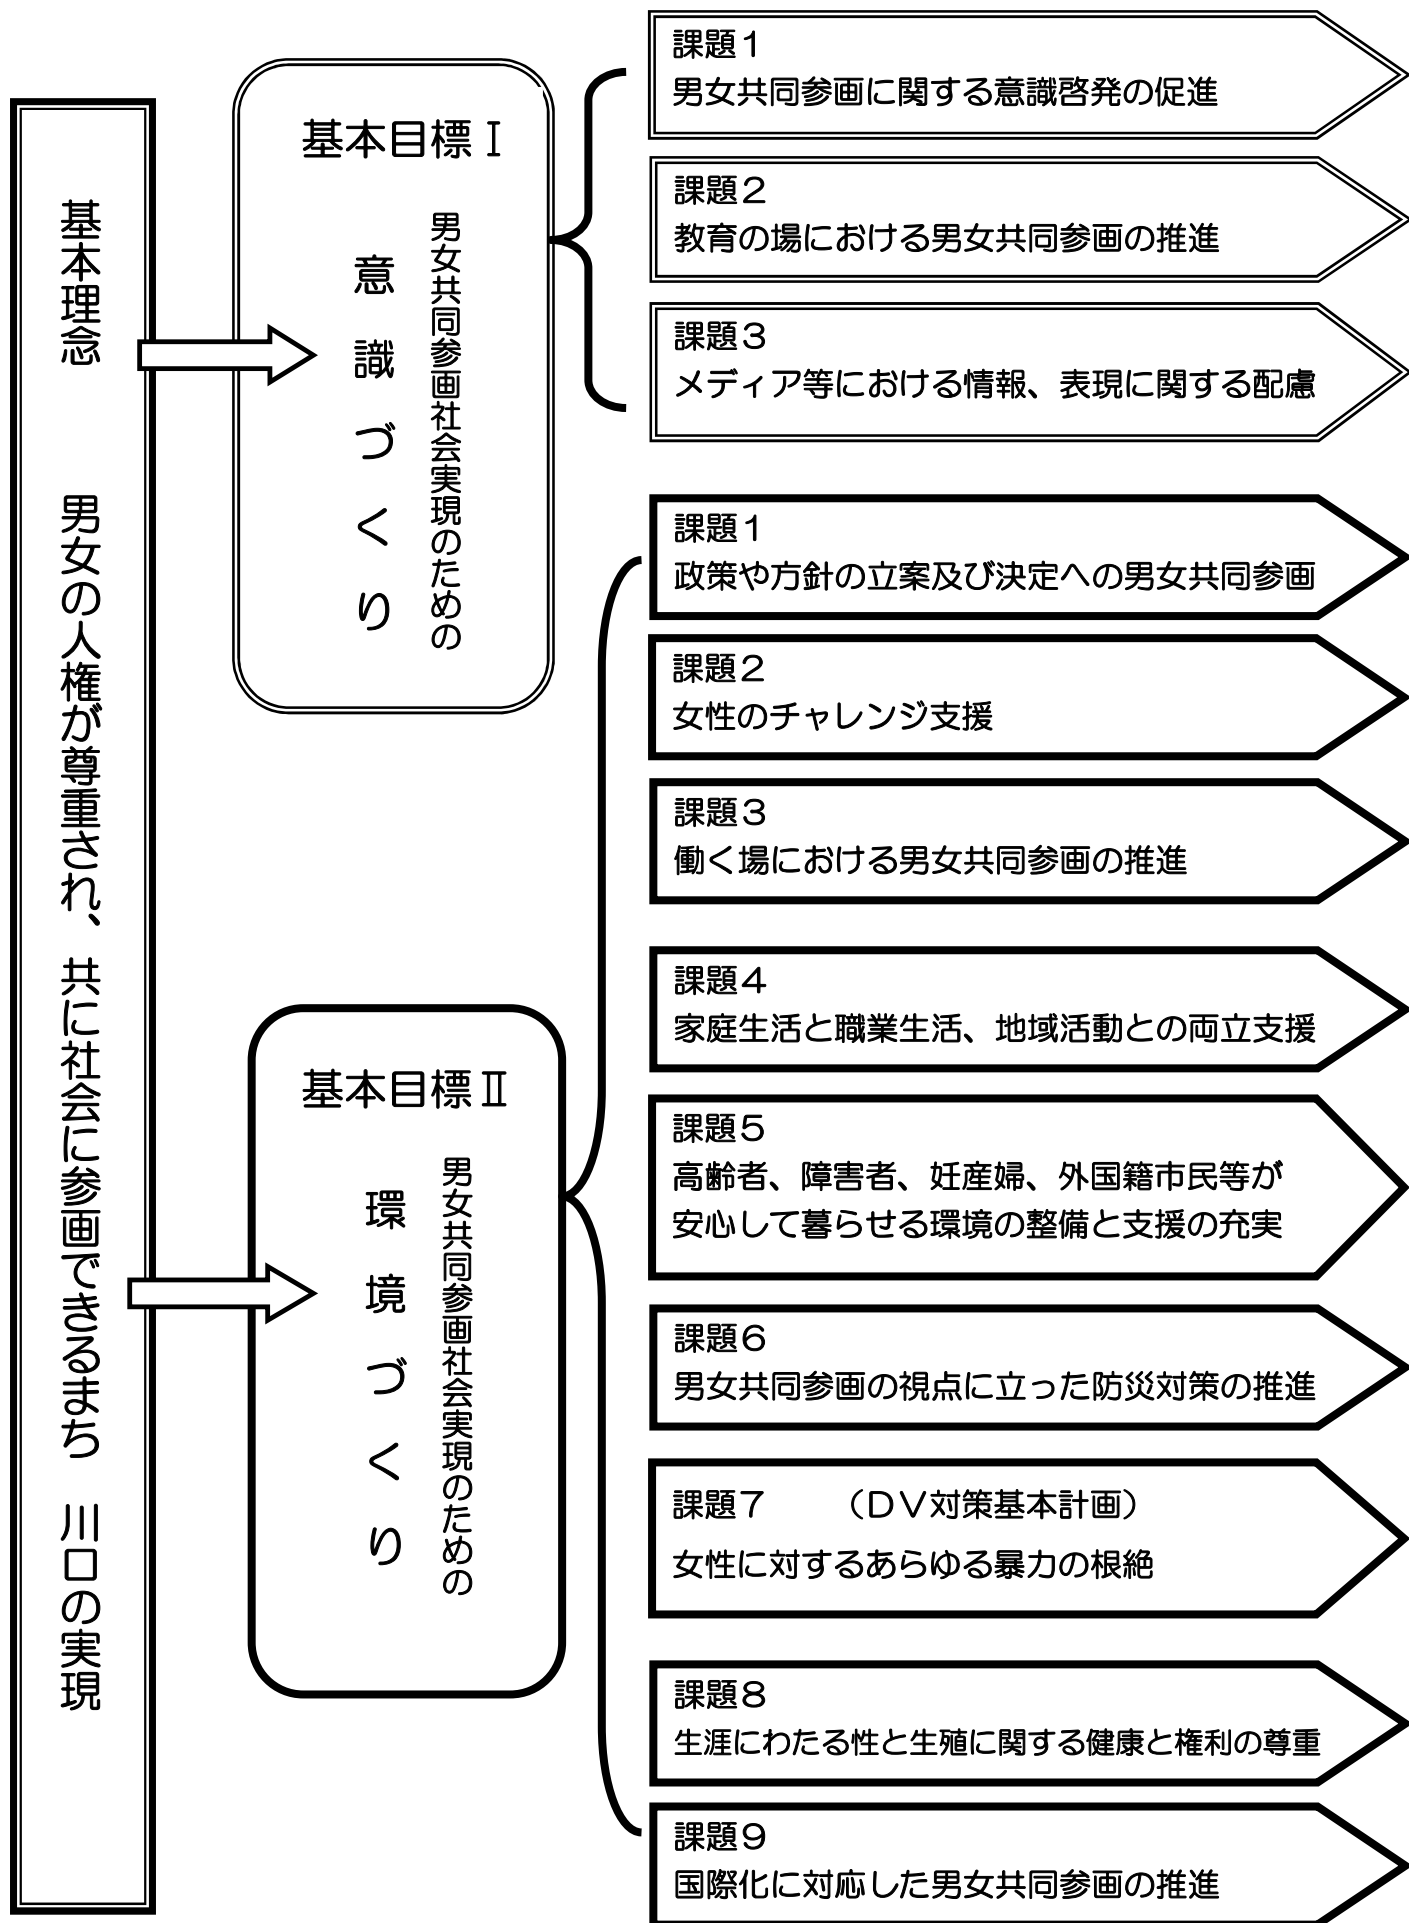 基本理念　男女の人権が尊重され、共に社会に参画できるまち　川口の実現
基本目標Ⅰ
男女共同参画社会実現のための
意識づくり
課題１
男女共同参画に関する意識啓発の促進
課題２
教育の場における男女共同参画の推進
課題３
メディア等における情報、表現に関する配慮
基本目標Ⅱ
男女共同参画社会実現のための
環境づくり
課題１
政策や方針の立案及び決定への男女共同参画
課題２
女性のチャレンジ支援
課題３
働く場における男女共同参画の推進
課題４
家庭生活と職業生活、地域活動との両立支援
課題５
高齢者、障害者、妊産婦、外国籍市民等が
安心して暮らせる環境の整備と支援の充実
課題６
男女共同参画の視点に立った防災対策の推進
課題７　　（ＤＶ対策基本計画）
女性に対するあらゆる暴力の根絶
課題８
生涯にわたる性と生殖に関する健康と権利の尊重
課題９
国際化に対応した男女共同参画の推進